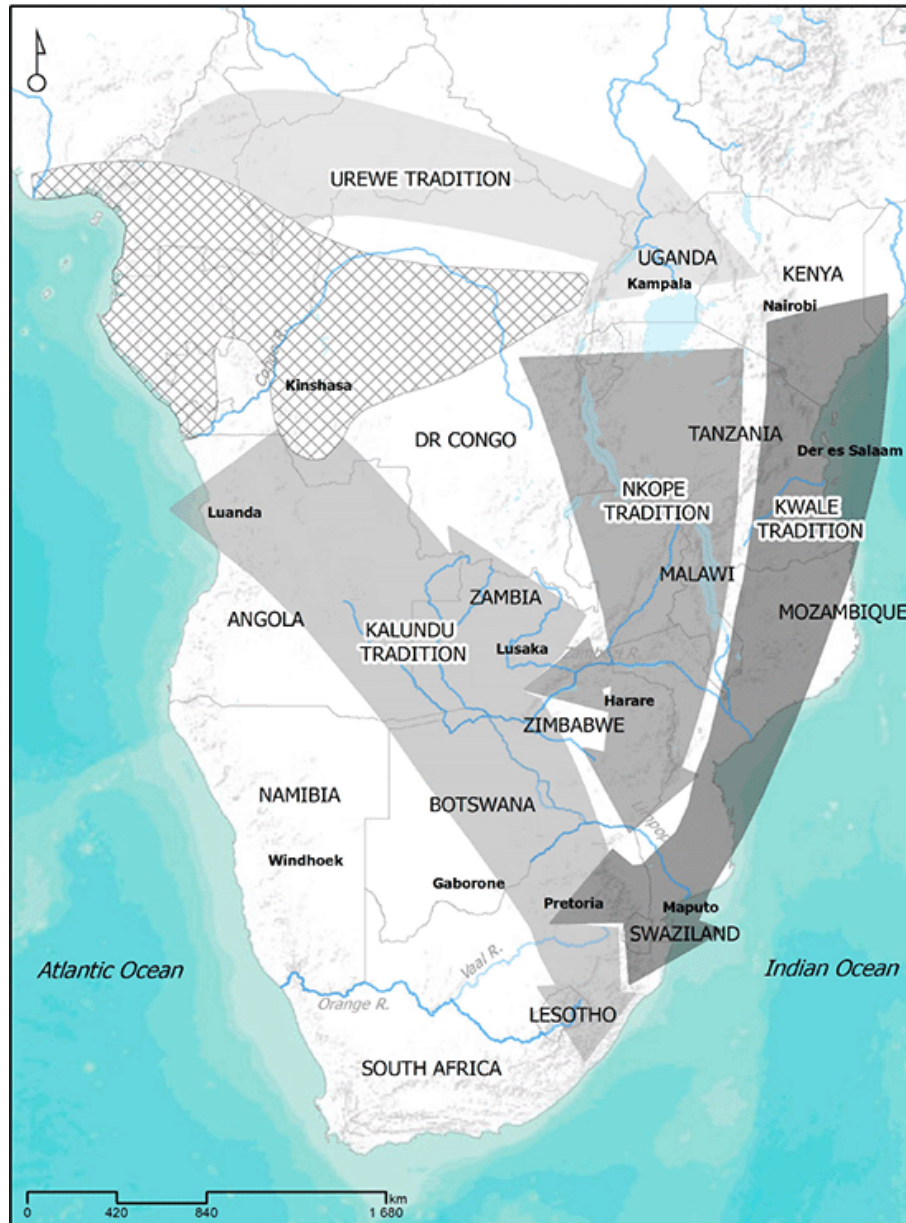 UREWE TRADITION
UGANDA
Kampala
KENYA
Nairobi
Congo R.
Kinshasa
DR CONGO
TANZANIA
Der es Salaam
NKOPE
TRADITION
KWALE
TRADITION
Luanda
MALAWI
ANGOLA
ZAMBIA
MOZAMBIQUE
KALUNDU
TRADITION
Lusaka
Zambezi R.
Harare
ZIMBABWE
NAMIBIA
BOTSWANA
Windhoek
Gaborone
Pretoria
Maputo
SWAZILAND
Atlantic Ocean
Vaal R.
Indian Ocean
Orange R.
LESOTHO
SOUTH AFRICA
km
0 420 840 1 680